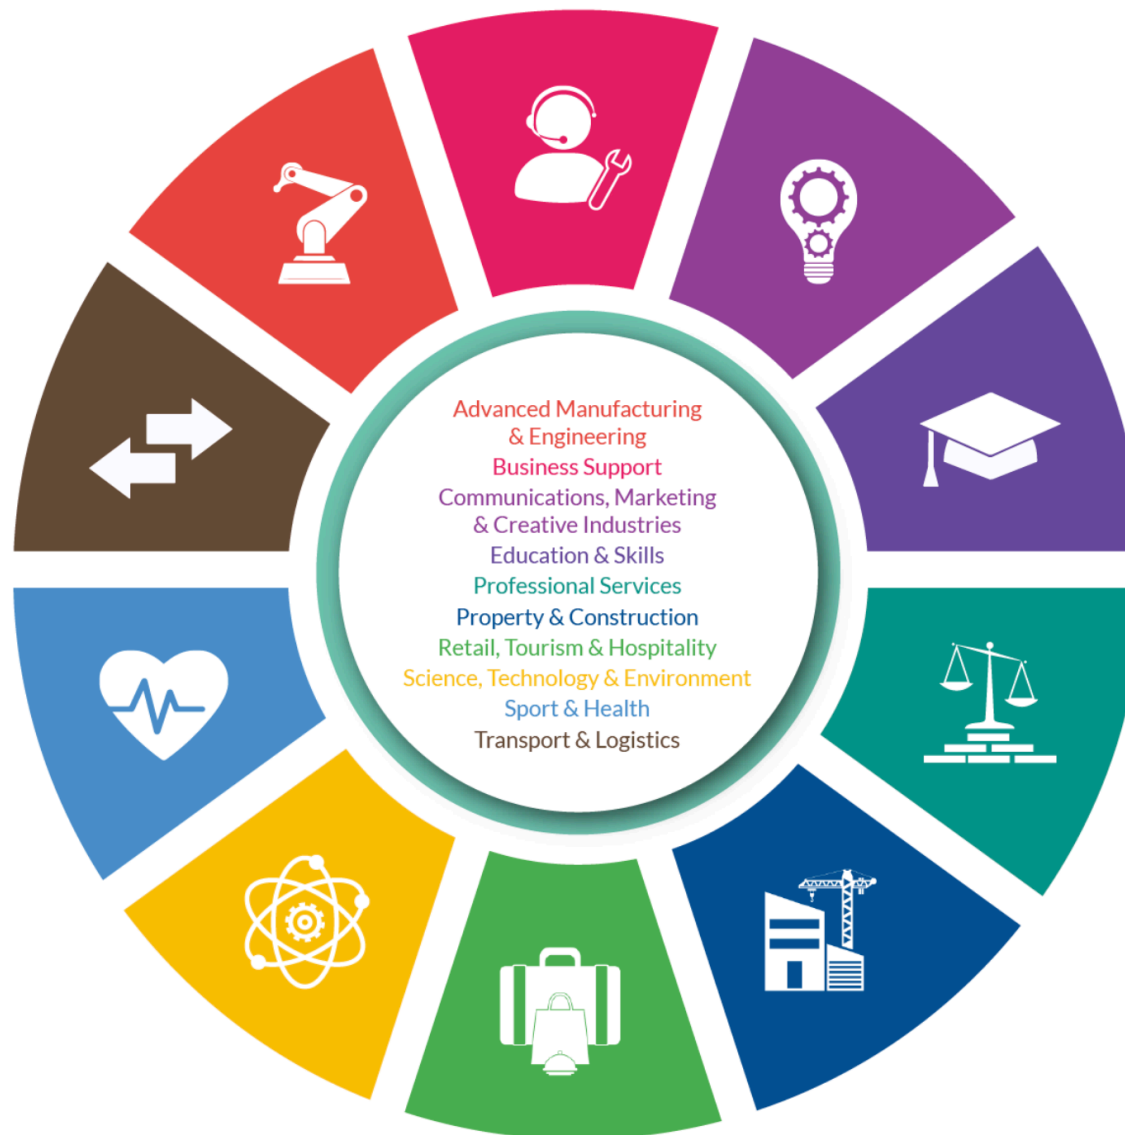 Advanced Manufacturing
& Engineering
Business Support
Communications, Marketing
& Creative Industries
Education & Skills
Professional Services
Property & Construction
Retail, Tourism & Hospitality
Science, Technology & Environment
Sport & Health
Transport & Logistics